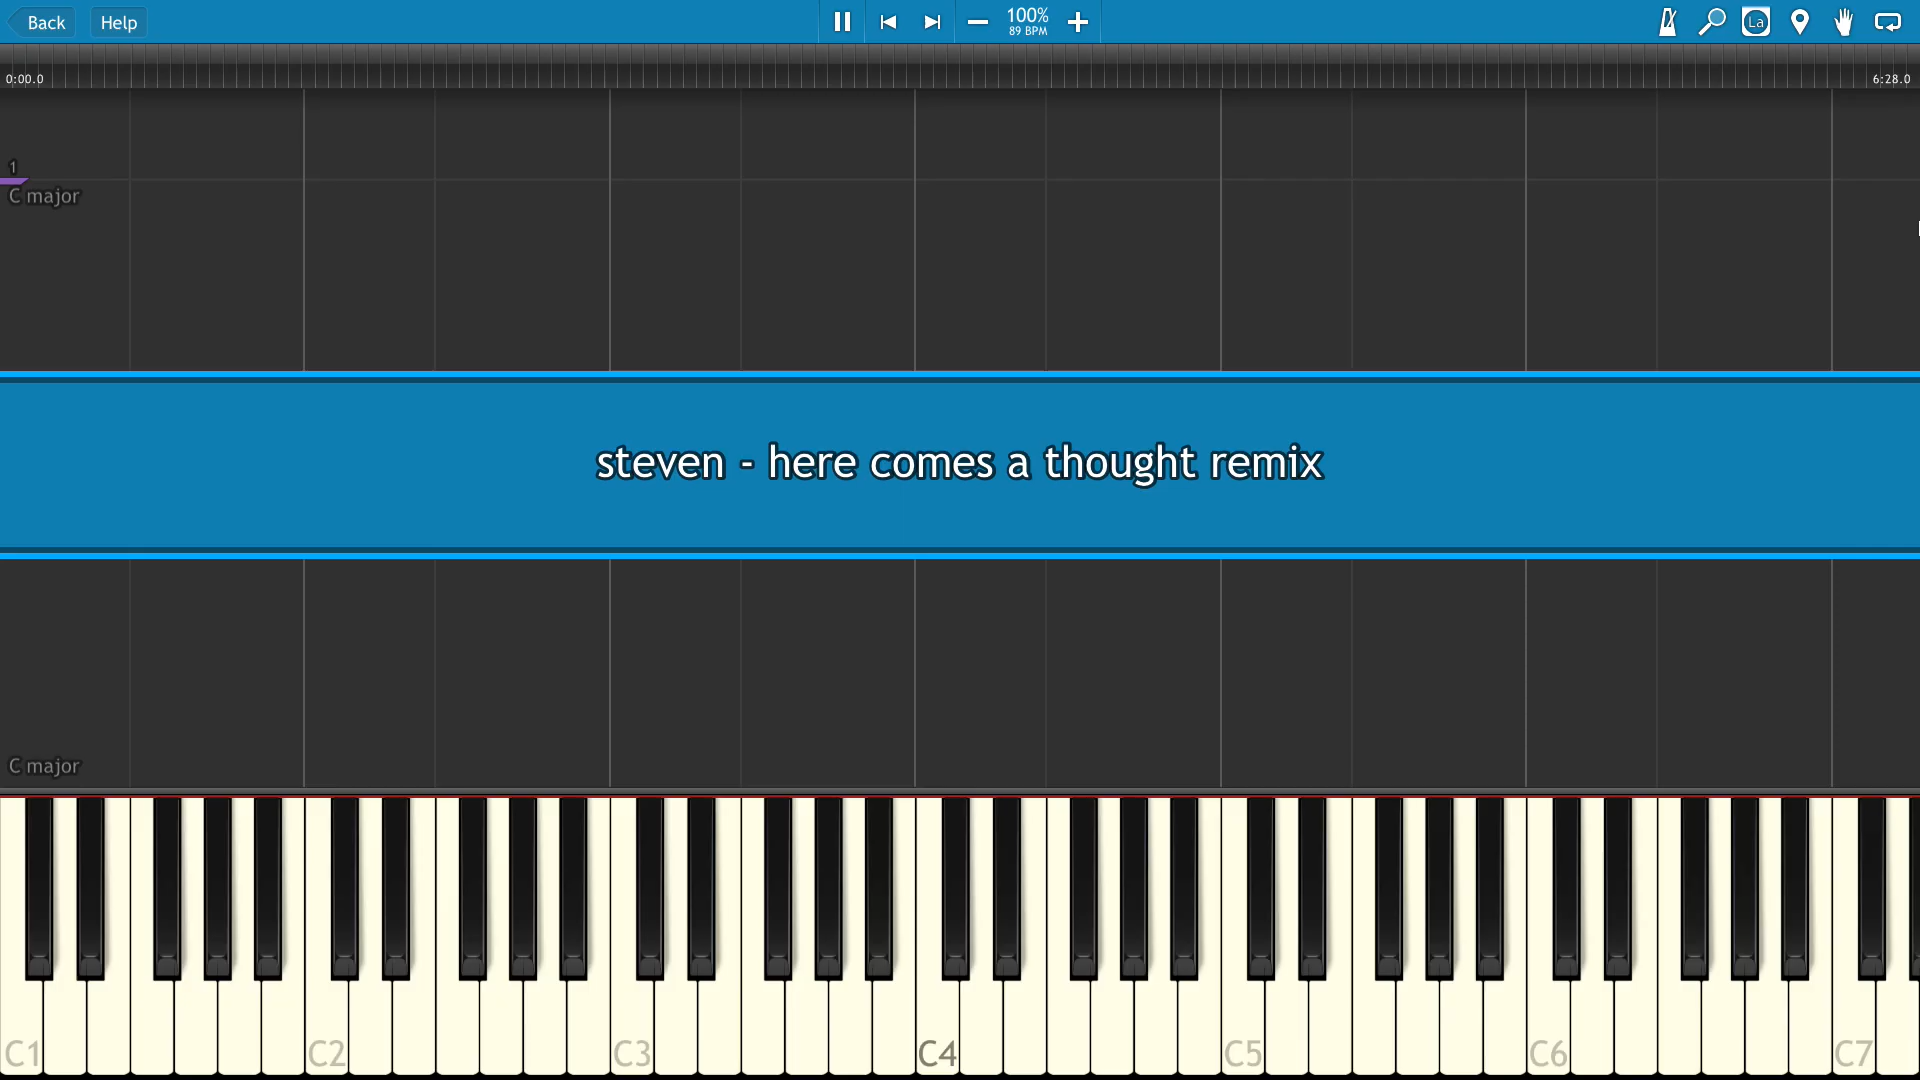 Back Help 100% La
89 BPM
0:00.0 6:28.0
1
C major
steven - here comes a thought remix
C major
C1 C2 C3 C4 C5 C6 C7